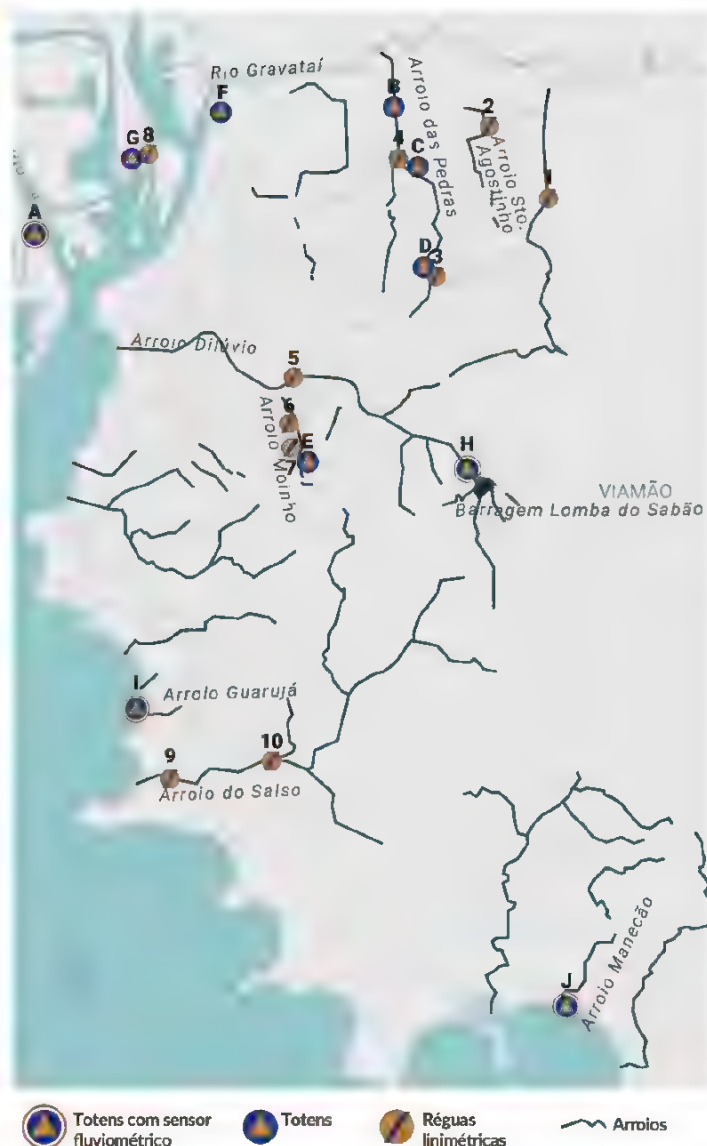 Rio Gravataí
F
B
Arroio das Pedras
2
G 8
4
C
Arroio Sto.
Agostinho
1
A
D
3
Arroio Dilúvio
5
6
Arroio Moinho
E
7
H
VIAMÃO
Barragem Lomba do Sabão
I
Arroio Guarujá
10
9
Arroio do Salso
J
Arroio Manecão
Totens com sensor
fluviométrico
Totens
Réguas
linimétricas
Arroios